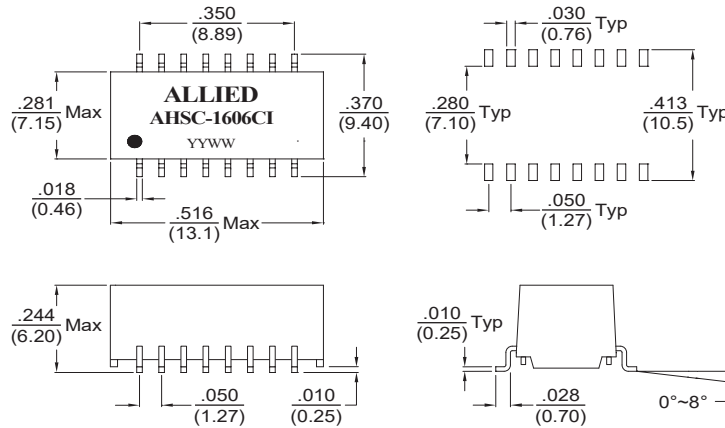 .350
(8.89)
.281
(7.15) Max
ALLIED
AHSC-1606CI
YYWW
.370
(9.40)
.018
(0.46)
.516
(13.1) Max
.030
(0.76) Typ
.280
(7.10) Typ
.413
(10.5) Typ
.050
(1.27) Typ
.244
(6.20) Max
.050
(1.27)
.010
(0.25)
.010
(0.25) Typ
.028
(0.70)
0°~8°